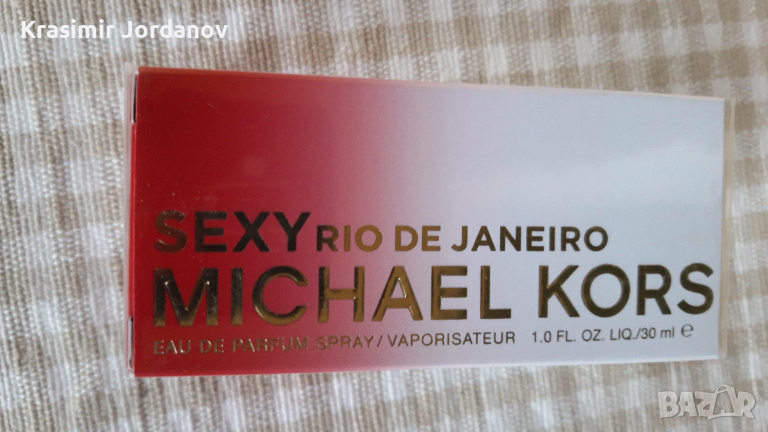 Krasimir Jordanov
SEXY RIO DE JANEIRO
MICHAEL KORS
EAU DE PARFUM SPRAY / VAPORISATEUR 1.0 FL. OZ. LIQ./30 ml ℮
BAZAR